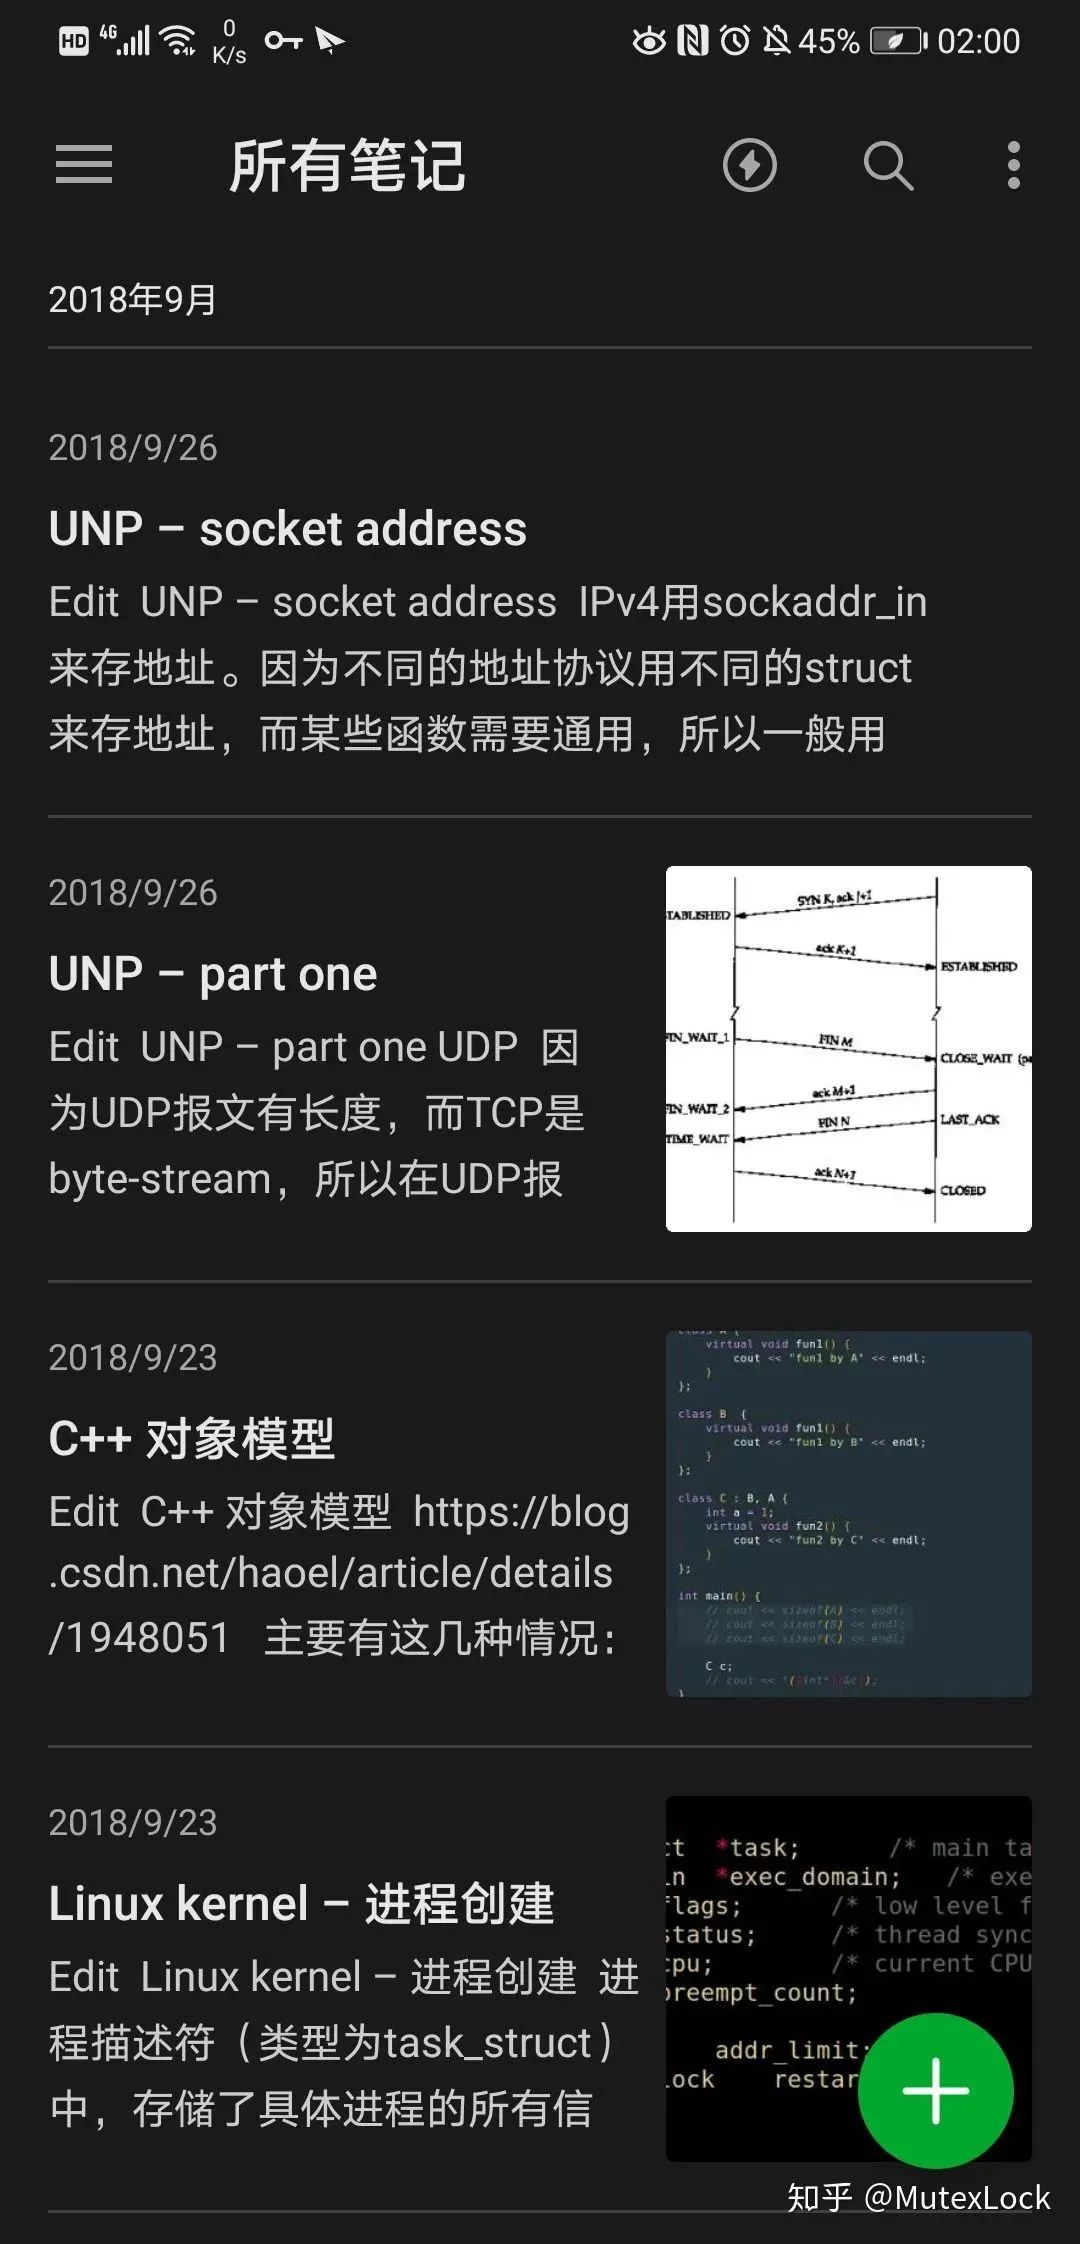 HD 4G 0 K/s 45% 02:00
所有笔记
2018年9月
2018/9/26
UNP – socket address
Edit UNP – socket address IPv4用sockaddr_in
来存地址。因为不同的地址协议用不同的struct
来存地址，而某些函数需要通用，所以一般用
2018/9/26
UNP – part one
Edit UNP – part one UDP 因
为UDP报文有长度，而TCP是
byte-stream，所以在UDP报
SYN K, ack J+1
TABLISHED
ack K+1
ESTABLISHED
FIN_WAIT_1
FIN M
CLOSE_WAIT (pa
ack M+1
FIN_WAIT_2
FIN N
LAST_ACK
TIME_WAIT
ack N+1
CLOSED
2018/9/23
C++ 对象模型
Edit C++ 对象模型 https://blog
.csdn.net/haoel/article/details
/1948051 主要有这几种情况：
class A {
virtual void fun1() {
cout << "fun1 by A" << endl;
}
};
class B {
virtual void fun1() {
cout << "fun1 by B" << endl;
}
};
class C : B, A {
int a = 1;
virtual void fun2() {
cout << "fun2 by C" << endl;
}
};
int main() {
// cout << sizeof(A) << endl;
// cout << sizeof(B) << endl;
// cout << sizeof(C) << endl;
C c;
// cout << *((int*)(&c));
}
2018/9/23
Linux kernel – 进程创建
Edit Linux kernel – 进程创建 进
程描述符（类型为task_struct）
中，存储了具体进程的所有信
ct *task; /* main ta
in *exec_domain; /* exe
flags; /* low level f
status; /* thread sync
cpu; /* current CPU
preempt_count;
addr_limit;
lock restar
知乎 @MutexLock